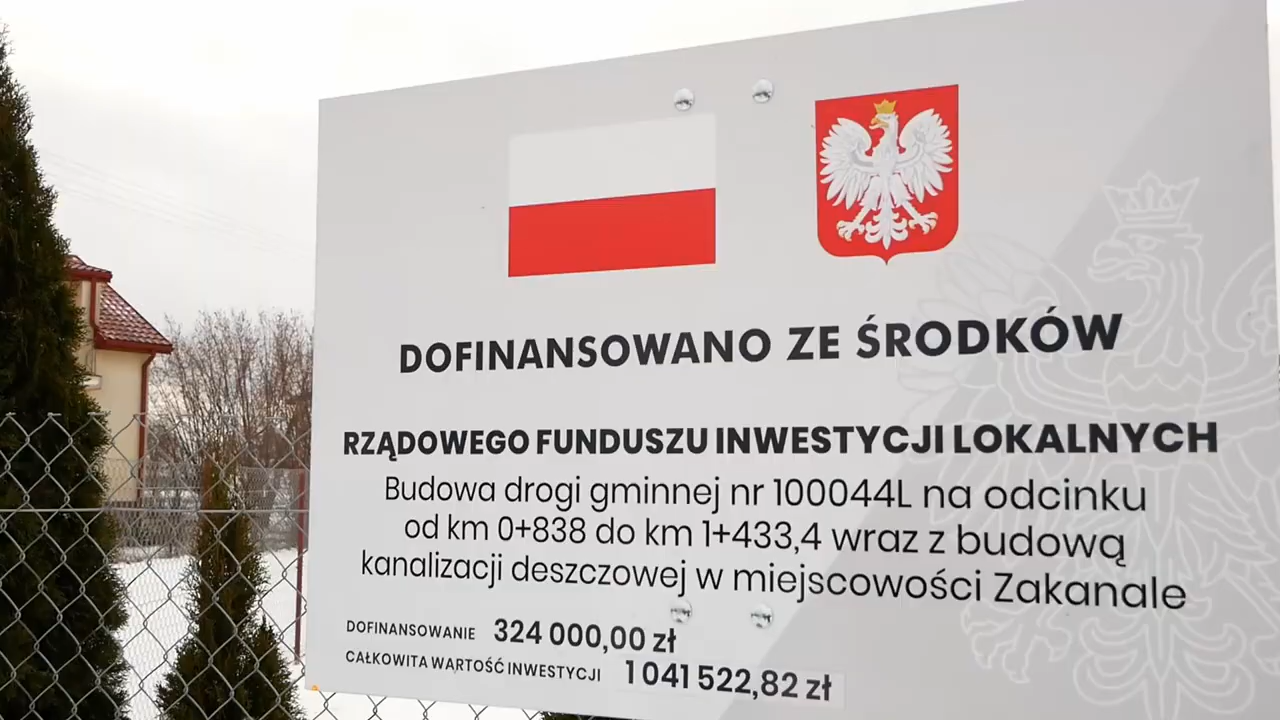 DOFINANSOWANO ZE ŚRODKÓW
RZĄDOWEGO FUNDUSZU INWESTYCJI LOKALNYCH
Budowa drogi gminnej nr 100044L na odcinku
od km 0+838 do km 1+433,4 wraz z budową
kanalizacji deszczowej w miejscowości Zakanale
DOFINANSOWANIE 324 000,00 zł
CAŁKOWITA WARTOŚĆ INWESTYCJI 1 041 522,82 zł